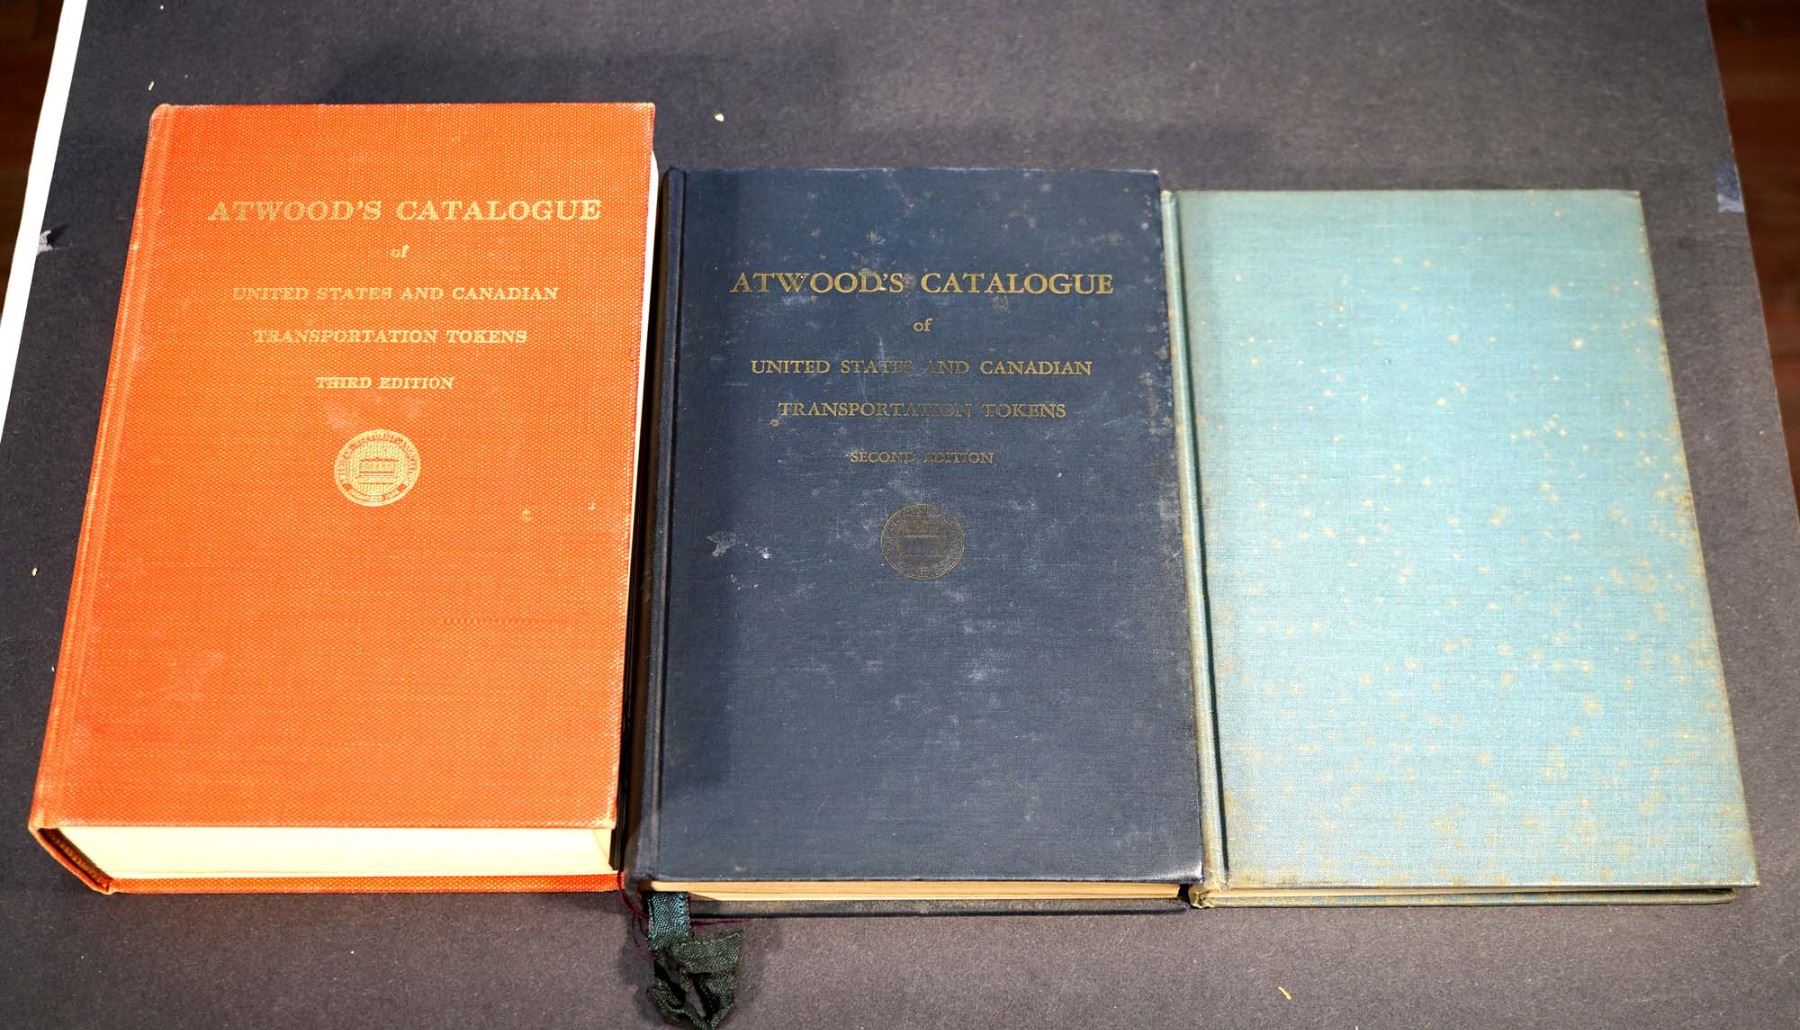 ATWOOD'S CATALOGUE
of
UNITED STATES AND CANADIAN
TRANSPORTATION TOKENS
THIRD EDITION
ATWOOD'S CATALOGUE
of
UNITED STATES AND CANADIAN
TRANSPORTATION TOKENS
SECOND EDITION